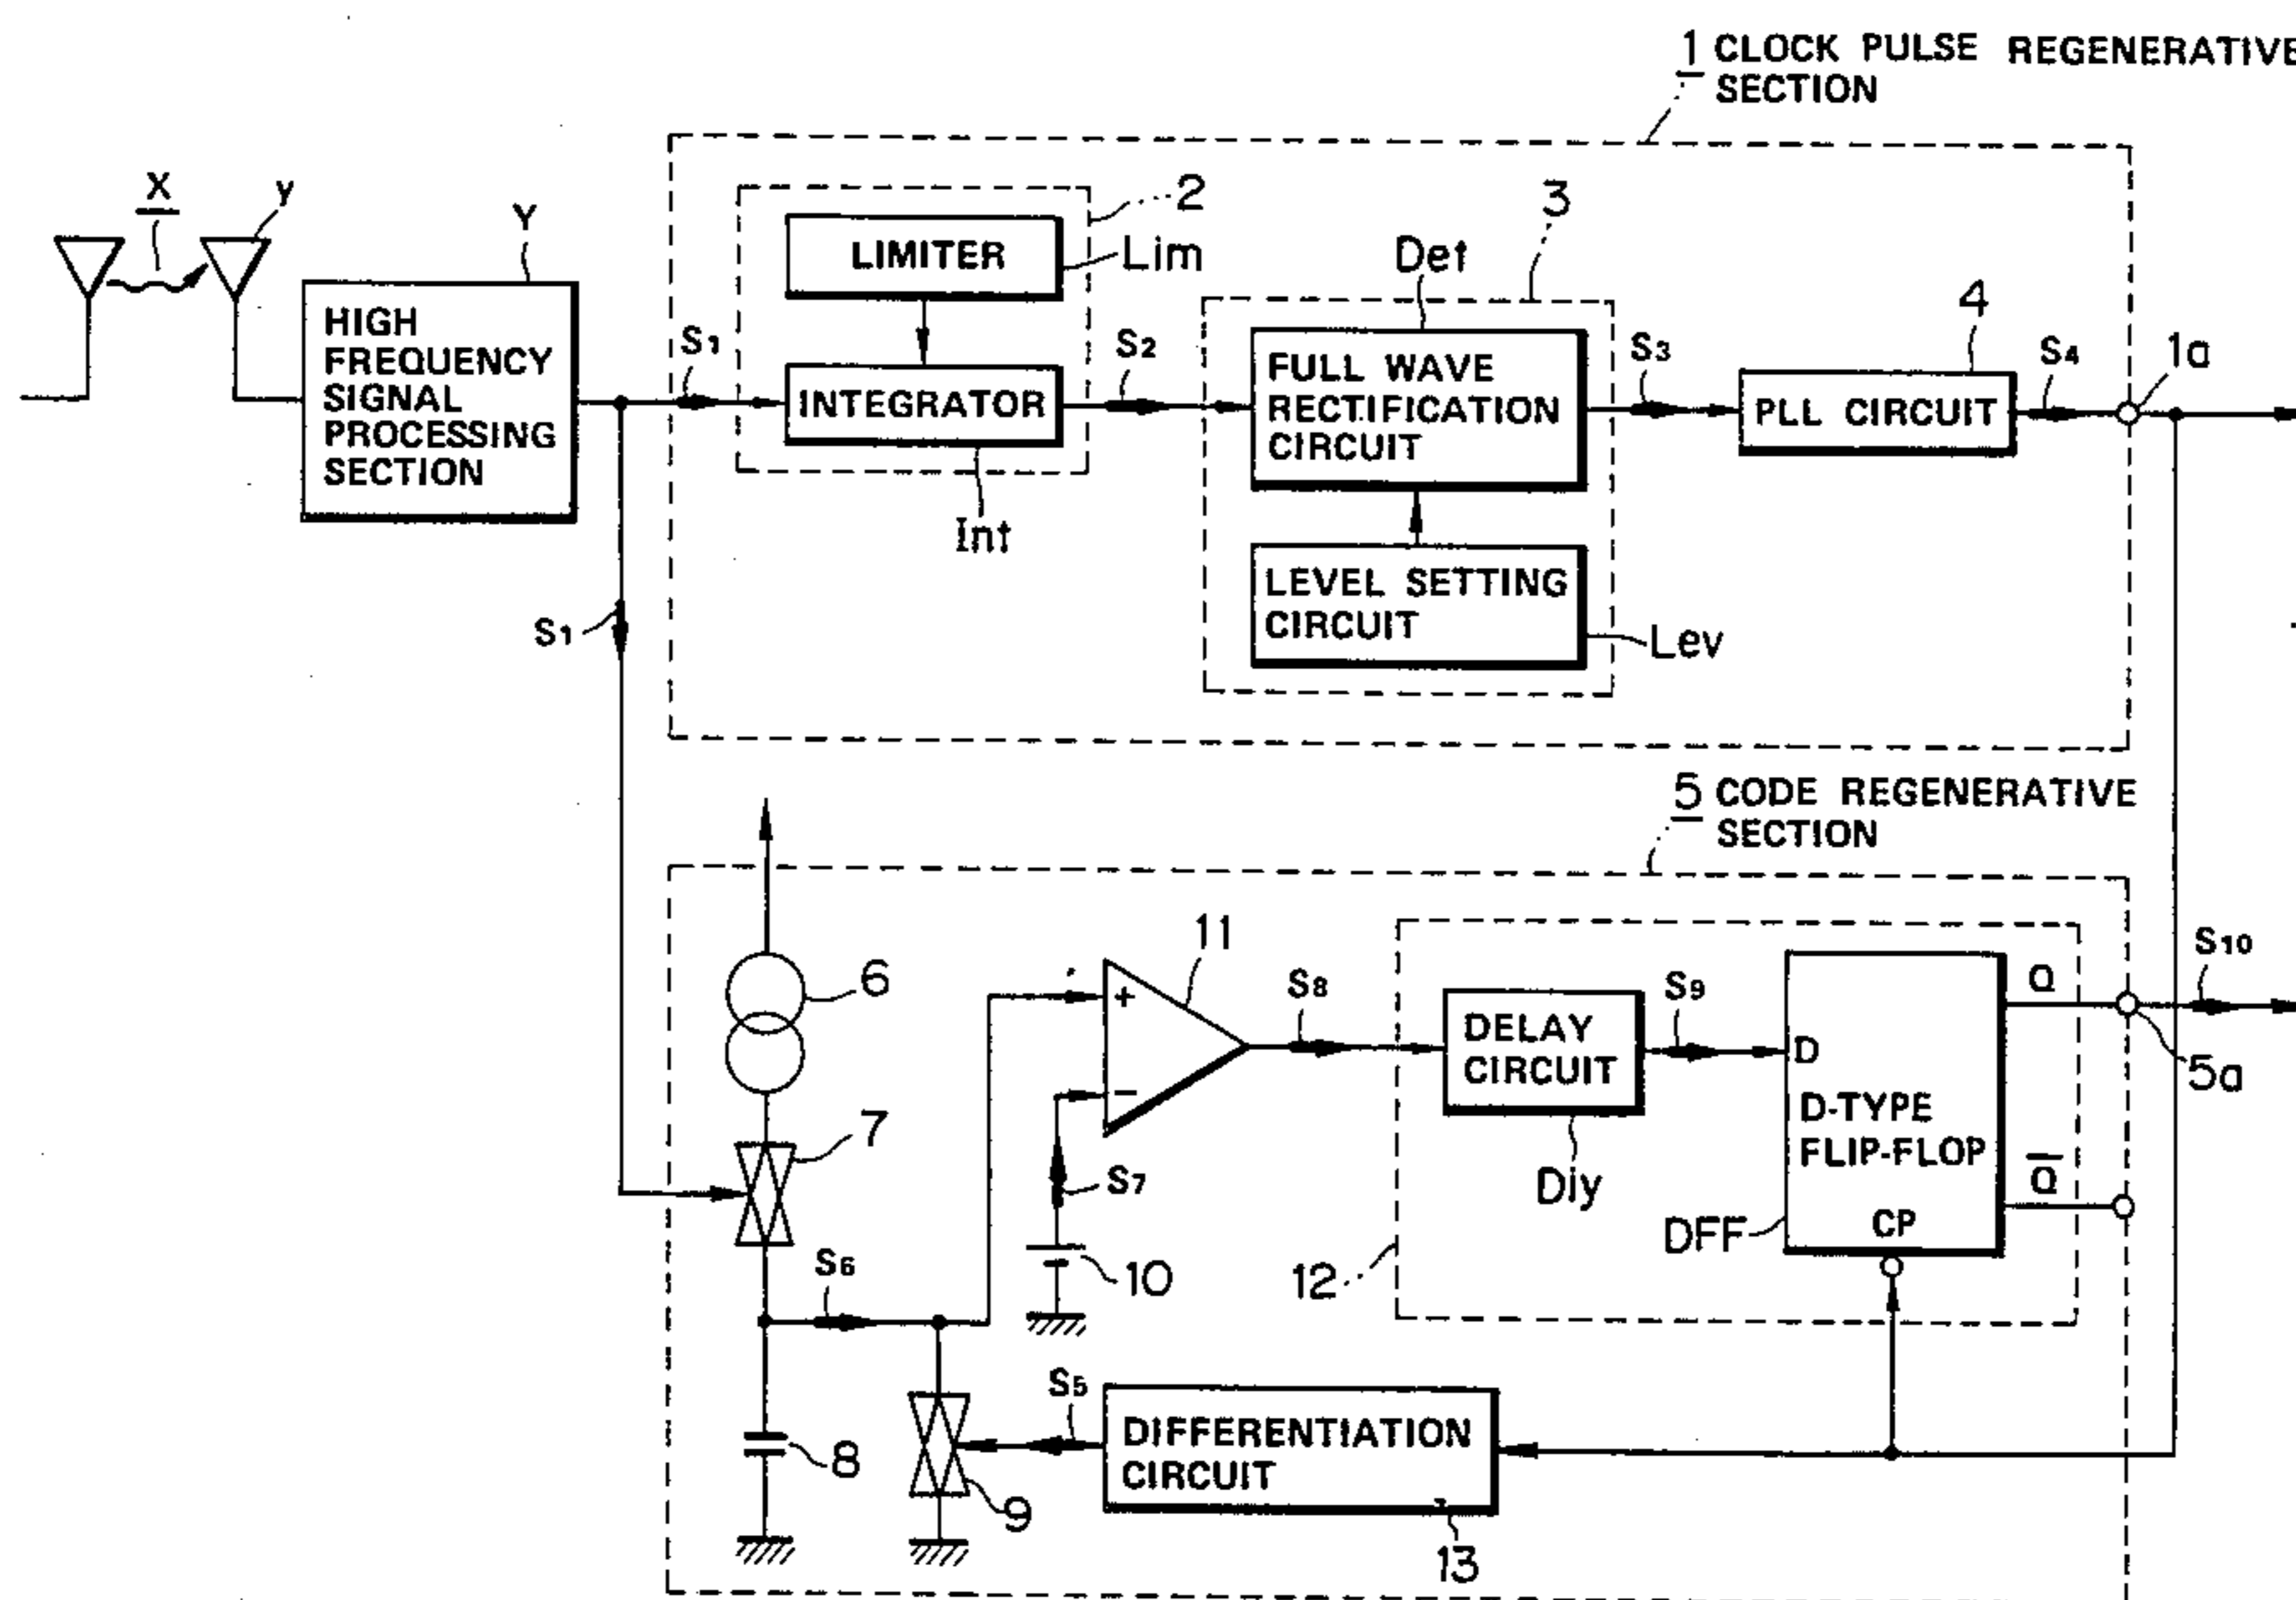 1 CLOCK PULSE REGENERATIVE
SECTION
X
y
Y
HIGH
FREQUENCY
SIGNAL
PROCESSING
SECTION
S1
S1
2
LIMITER
Lim
INTEGRATOR
Int
S2
3
Det
FULL WAVE
RECTIFICATION
CIRCUIT
LEVEL SETTING
CIRCUIT
Lev
S3
4
PLL CIRCUIT
S4
1a
5 CODE REGENERATIVE
SECTION
6
7
S6
8
9
S5
DIFFERENTIATION
CIRCUIT
13
11
+
−
S7
10
S8
12
DELAY
CIRCUIT
Diy
S9
D
D-TYPE
FLIP-FLOP
CP
DFF
Q
Q̅
S10
5a